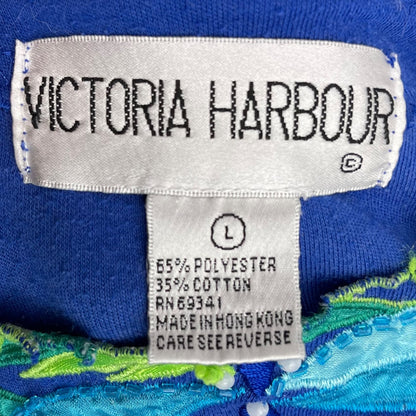 VICTORIA HARBOUR
©
L
65% POLYESTER
35% COTTON
RN 69341
MADE IN HONG KONG
CARE SEE REVERSE